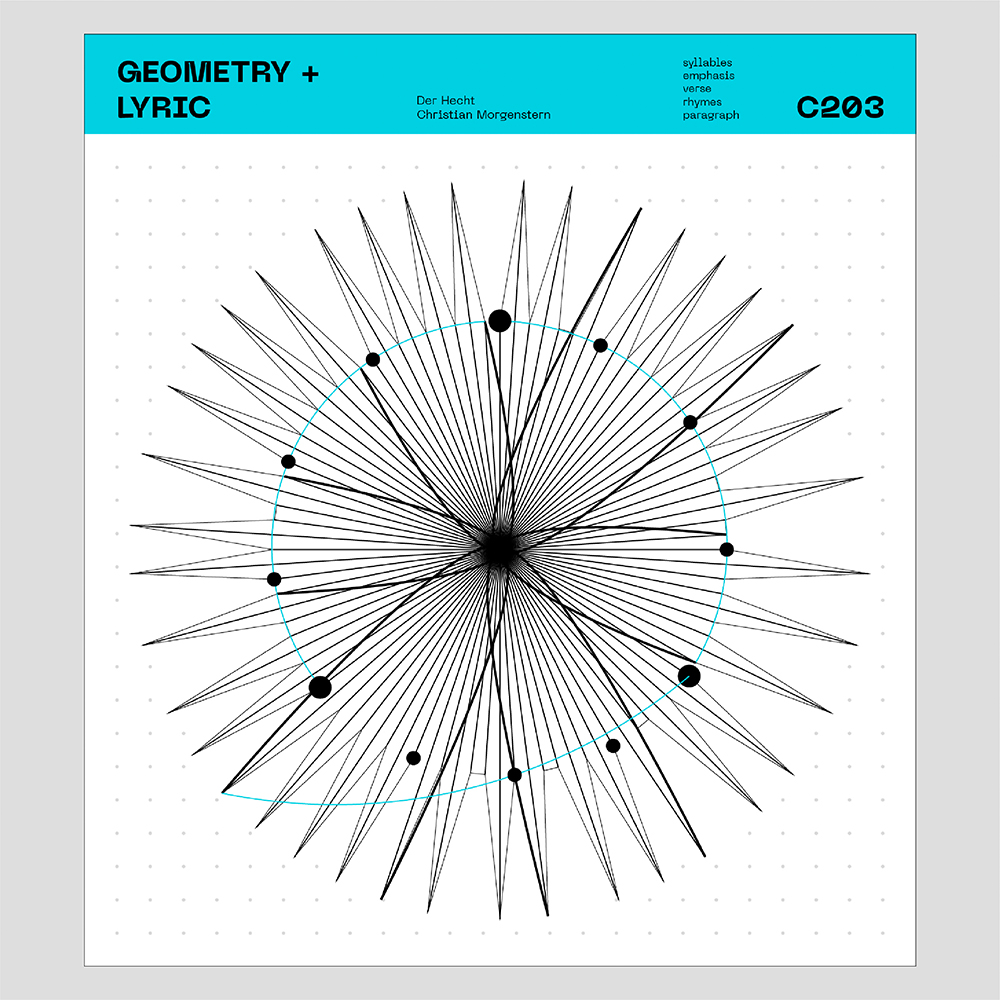 GEOMETRY +
LYRIC
Der Hecht
Christian Morgenstern
syllables
emphasis
verse
rhymes
paragraph
C203